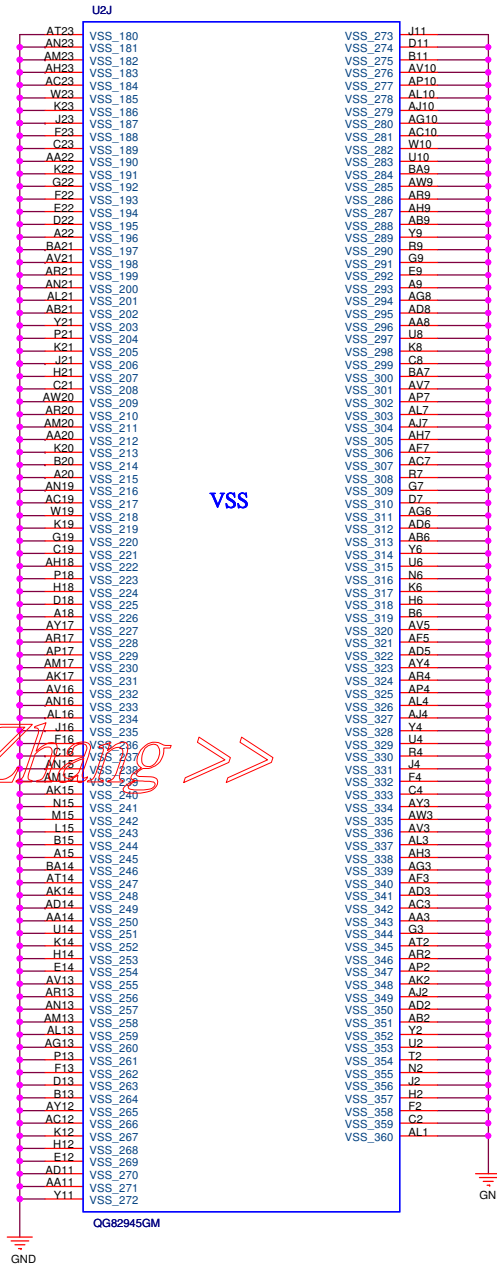 U2J
AT23 VSS_180 VSS_273 J11
AN23 VSS_181 VSS_274 D11
AM23 VSS_182 VSS_275 B11
AH23 VSS_183 VSS_276 AV10
AC23 VSS_184 VSS_277 AP10
W23 VSS_185 VSS_278 AL10
K23 VSS_186 VSS_279 AJ10
J23 VSS_187 VSS_280 AG10
F23 VSS_188 VSS_281 AC10
C23 VSS_189 VSS_282 W10
AA22 VSS_190 VSS_283 U10
K22 VSS_191 VSS_284 BA9
G22 VSS_192 VSS_285 AW9
F22 VSS_193 VSS_286 AR9
E22 VSS_194 VSS_287 AH9
D22 VSS_195 VSS_288 AB9
A22 VSS_196 VSS_289 Y9
BA21 VSS_197 VSS_290 R9
AV21 VSS_198 VSS_291 G9
AR21 VSS_199 VSS_292 E9
AN21 VSS_200 VSS_293 A9
AL21 VSS_201 VSS_294 AG8
AB21 VSS_202 VSS_295 AD8
Y21 VSS_203 VSS_296 AA8
P21 VSS_204 VSS_297 U8
K21 VSS_205 VSS_298 K8
J21 VSS_206 VSS_299 C8
H21 VSS_207 VSS_300 BA7
C21 VSS_208 VSS_301 AV7
AW20 VSS_209 VSS_302 AP7
AR20 VSS_210 VSS_303 AL7
AM20 VSS_211 VSS_304 AJ7
AA20 VSS_212 VSS_305 AH7
K20 VSS_213 VSS_306 AF7
B20 VSS_214 VSS_307 AC7
A20 VSS_215 VSS_308 R7
AN19 VSS_216 VSS_309 G7
AC19 VSS_217 VSS_310 D7
W19 VSS_218 VSS_311 AG6
K19 VSS_219 VSS_312 AD6
G19 VSS_220 VSS_313 AB6
C19 VSS_221 VSS_314 Y6
AH18 VSS_222 VSS_315 U6
P18 VSS_223 VSS_316 N6
H18 VSS_224 VSS_317 K6
D18 VSS_225 VSS_318 H6
A18 VSS_226 VSS_319 B6
AY17 VSS_227 VSS_320 AV5
AR17 VSS_228 VSS_321 AF5
AP17 VSS_229 VSS_322 AD5
AM17 VSS_230 VSS_323 AY4
AK17 VSS_231 VSS_324 AR4
AV16 VSS_232 VSS_325 AP4
AN16 VSS_233 VSS_326 AL4
AL16 VSS_234 VSS_327 AJ4
J16 VSS_235 VSS_328 Y4
F16 VSS_236 VSS_329 U4
C16 VSS_237 VSS_330 R4
AN15 VSS_238 VSS_331 J4
AM15 VSS_239 VSS_332 F4
AK15 VSS_240 VSS_333 C4
N15 VSS_241 VSS_334 AY3
M15 VSS_242 VSS_335 AW3
L15 VSS_243 VSS_336 AV3
B15 VSS_244 VSS_337 AL3
A15 VSS_245 VSS_338 AH3
BA14 VSS_246 VSS_339 AG3
AT14 VSS_247 VSS_340 AF3
AK14 VSS_248 VSS_341 AD3
AD14 VSS_249 VSS_342 AC3
AA14 VSS_250 VSS_343 AA3
U14 VSS_251 VSS_344 G3
K14 VSS_252 VSS_345 AT2
H14 VSS_253 VSS_346 AR2
E14 VSS_254 VSS_347 AP2
AV13 VSS_255 VSS_348 AK2
AR13 VSS_256 VSS_349 AJ2
AN13 VSS_257 VSS_350 AD2
AM13 VSS_258 VSS_351 AB2
AL13 VSS_259 VSS_352 Y2
AG13 VSS_260 VSS_353 U2
P13 VSS_261 VSS_354 T2
F13 VSS_262 VSS_355 N2
D13 VSS_263 VSS_356 J2
B13 VSS_264 VSS_357 H2
AY12 VSS_265 VSS_358 F2
AC12 VSS_266 VSS_359 C2
K12 VSS_267 VSS_360 AL1
H12 VSS_268
E12 VSS_269
AD11 VSS_270
AA11 VSS_271
Y11 VSS_272
VSS
Zhang >>
QG82945GM
GND
GN